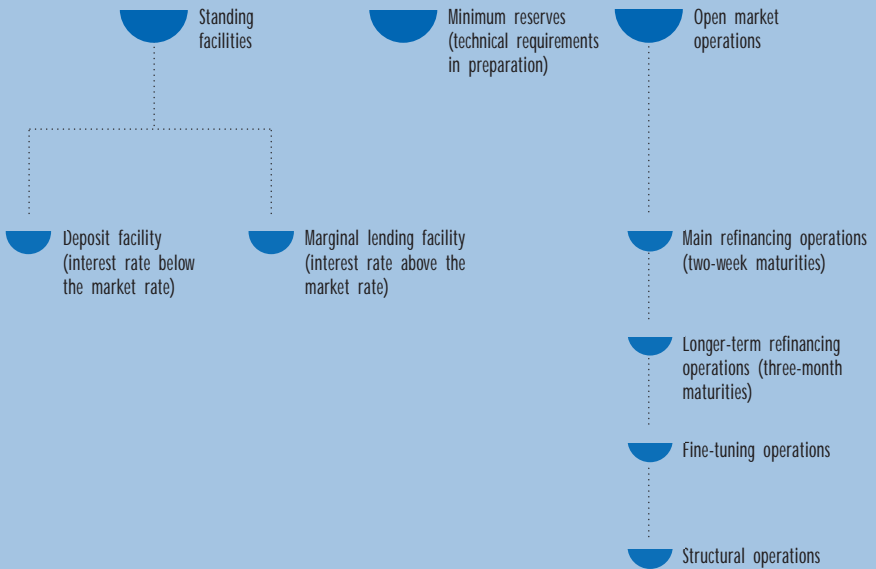 Standing
facilities
Minimum reserves
(technical requirements
in preparation)
Open market
operations
Deposit facility
(interest rate below
the market rate)
Marginal lending facility
(interest rate above the
market rate)
Main refinancing operations
(two-week maturities)
Longer-term refinancing
operations (three-month
maturities)
Fine-tuning operations
Structural operations